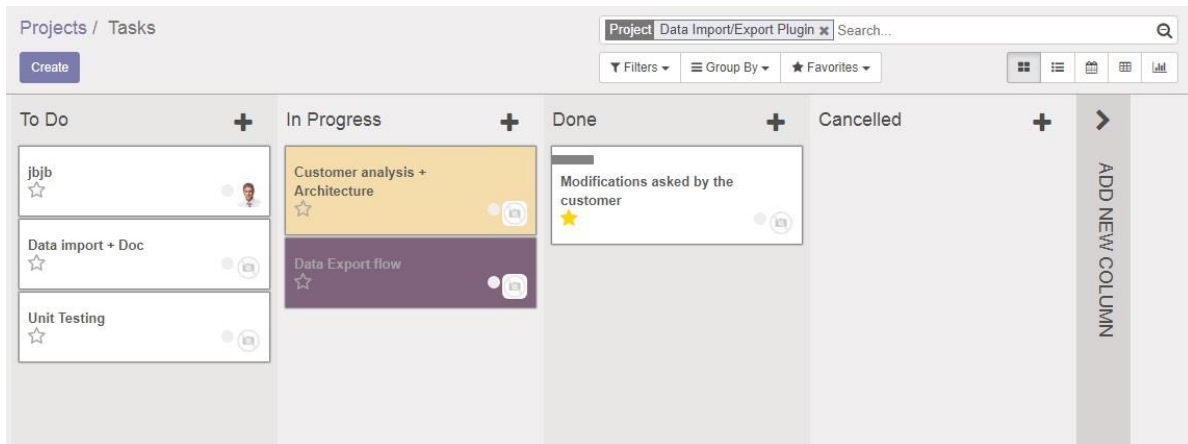 Projects / Tasks
Project Data Import/Export Plugin x Search...
Create
Filters
Group By
Favorites
To Do
jbjb
Data import + Doc
Unit Testing
In Progress
Customer analysis +
Architecture
Data Export flow
Done
Modifications asked by the
customer
Cancelled
ADD NEW COLUMN